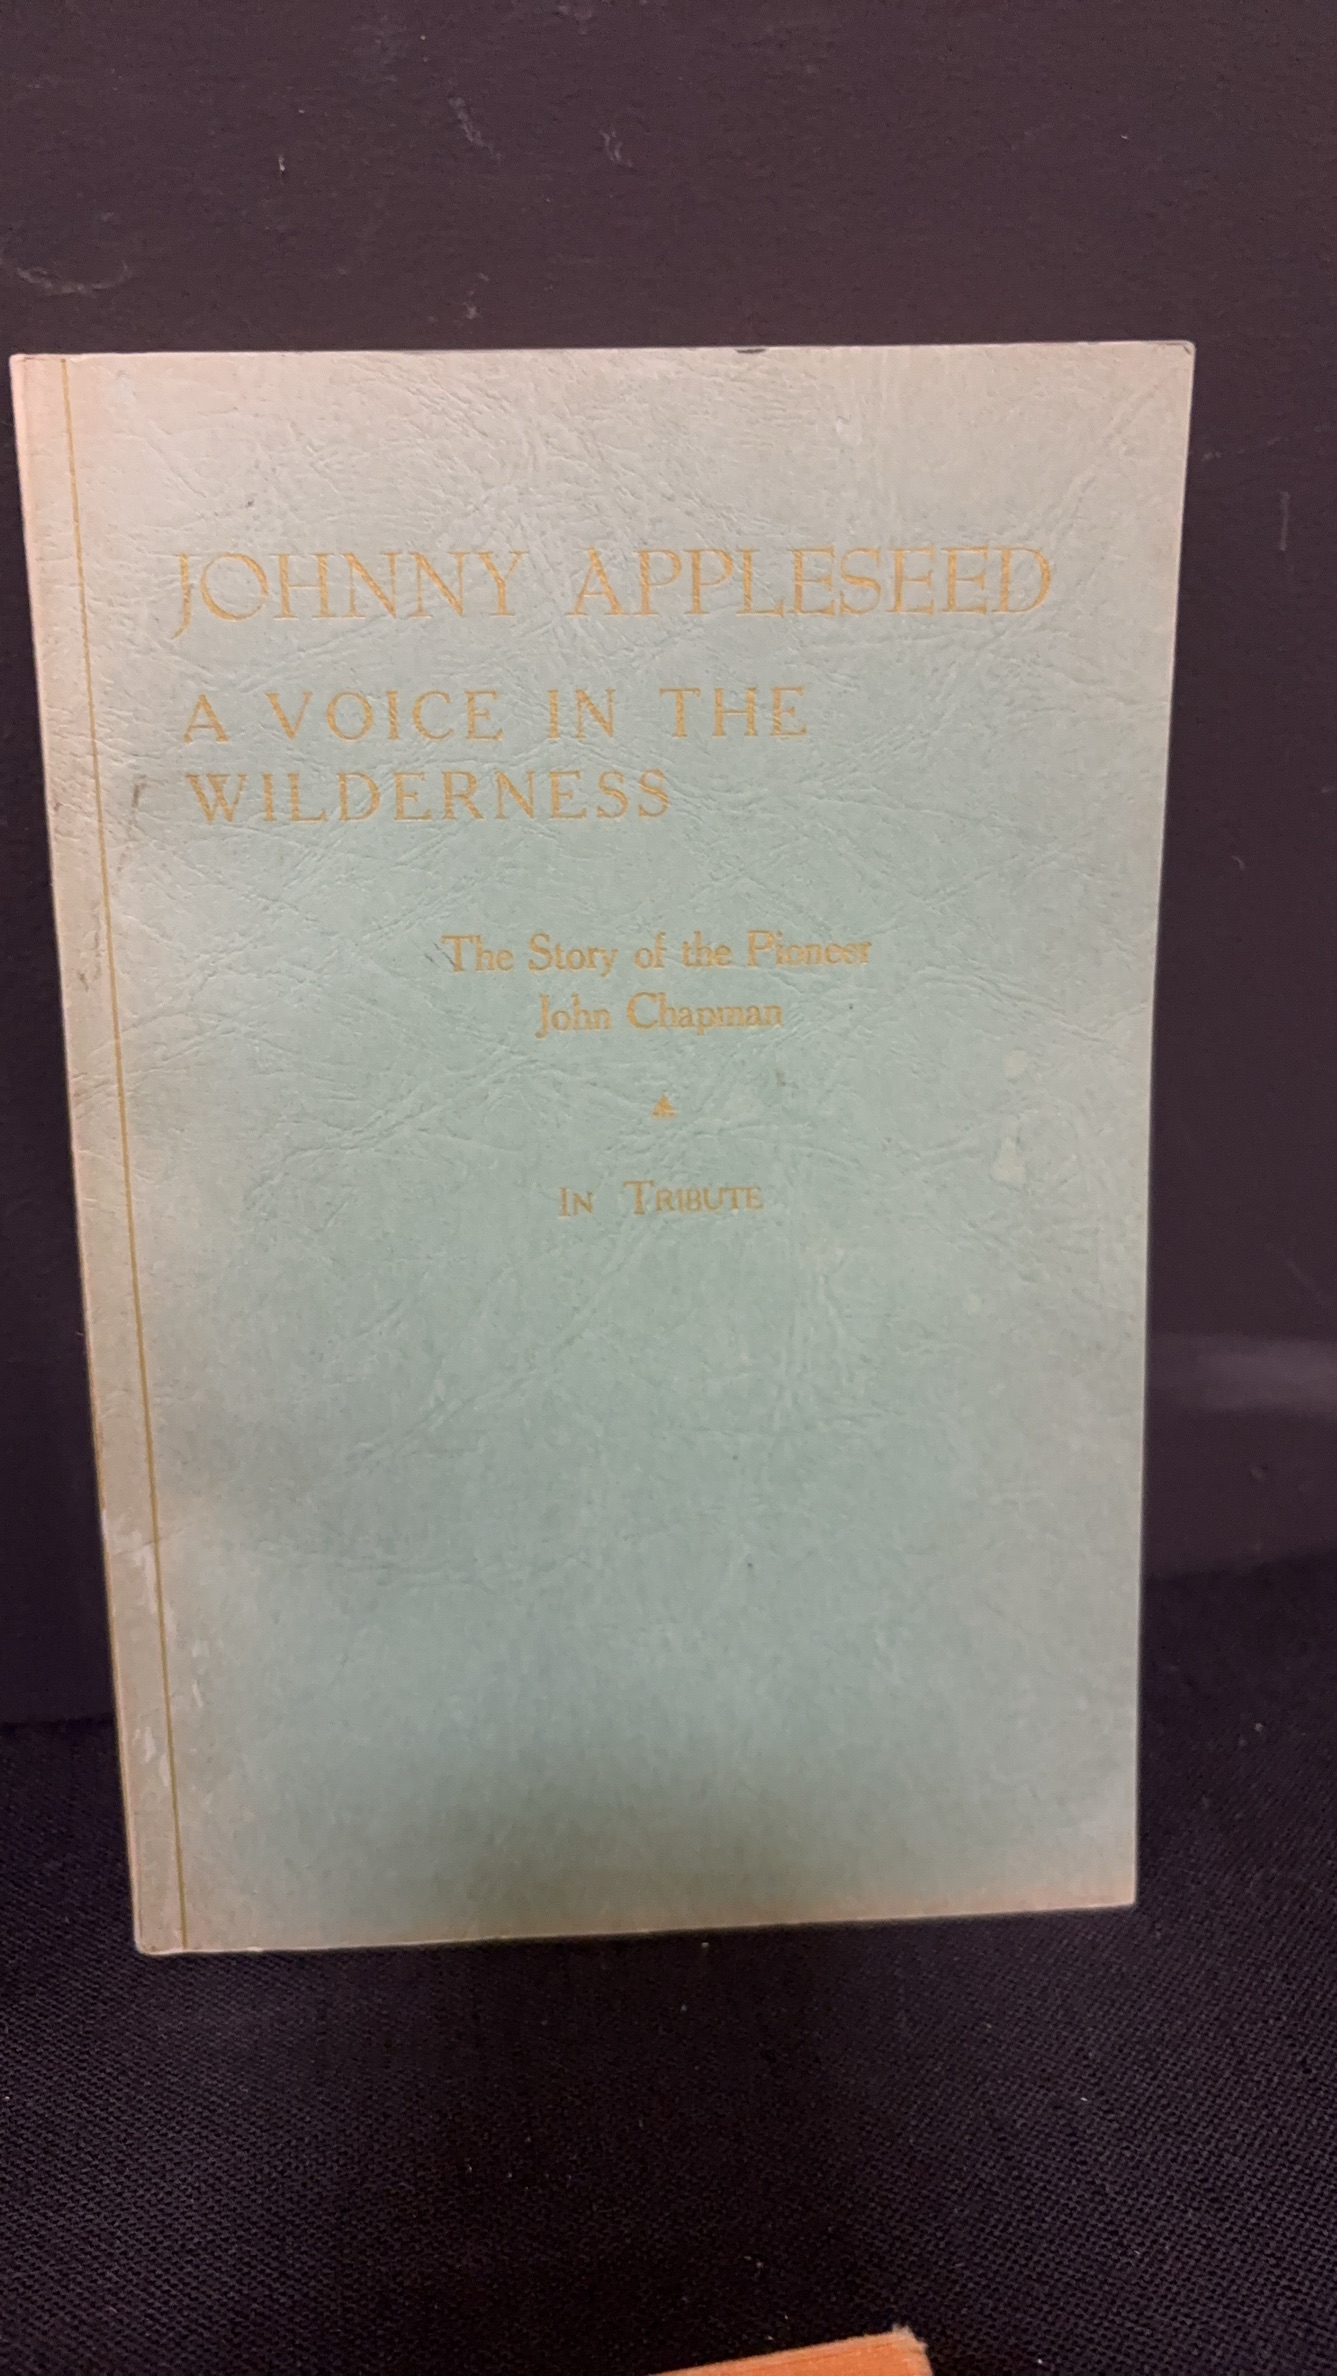 JOHNNY APPLESEED
A VOICE IN THE
WILDERNESS
The Story of the Pioneer
John Chapman
IN TRIBUTE